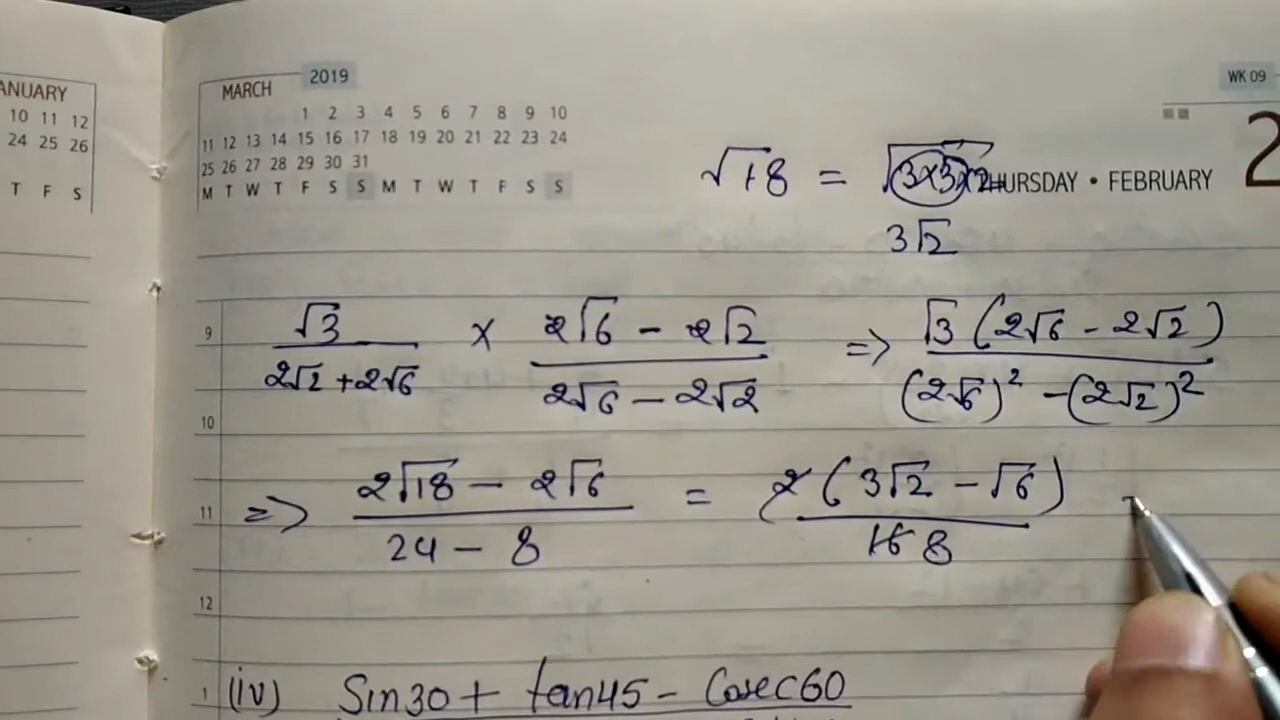 ANUARY
10 11 12
24 25 26
T F S
MARCH 2019
1 2 3 4 5 6 7 8 9 10
11 12 13 14 15 16 17 18 19 20 21 22 23 24
25 26 27 28 29 30 31
M T W T F S S M T W T F S S
WK 09
√18 = √3×3×2
THURSDAY • FEBRUARY 2
3√2
9 √3/(2√2+2√6) × (2√6 - 2√2)/(2√6 - 2√2) => √3(2√6 - 2√2)/((2√6)² - (2√2)²)
10
11 => (2√18 - 2√6)/(24 - 8) = 2(3√2 - √6)/16 8
12
1 (iv) Sin30 + tan45 - Cosec60